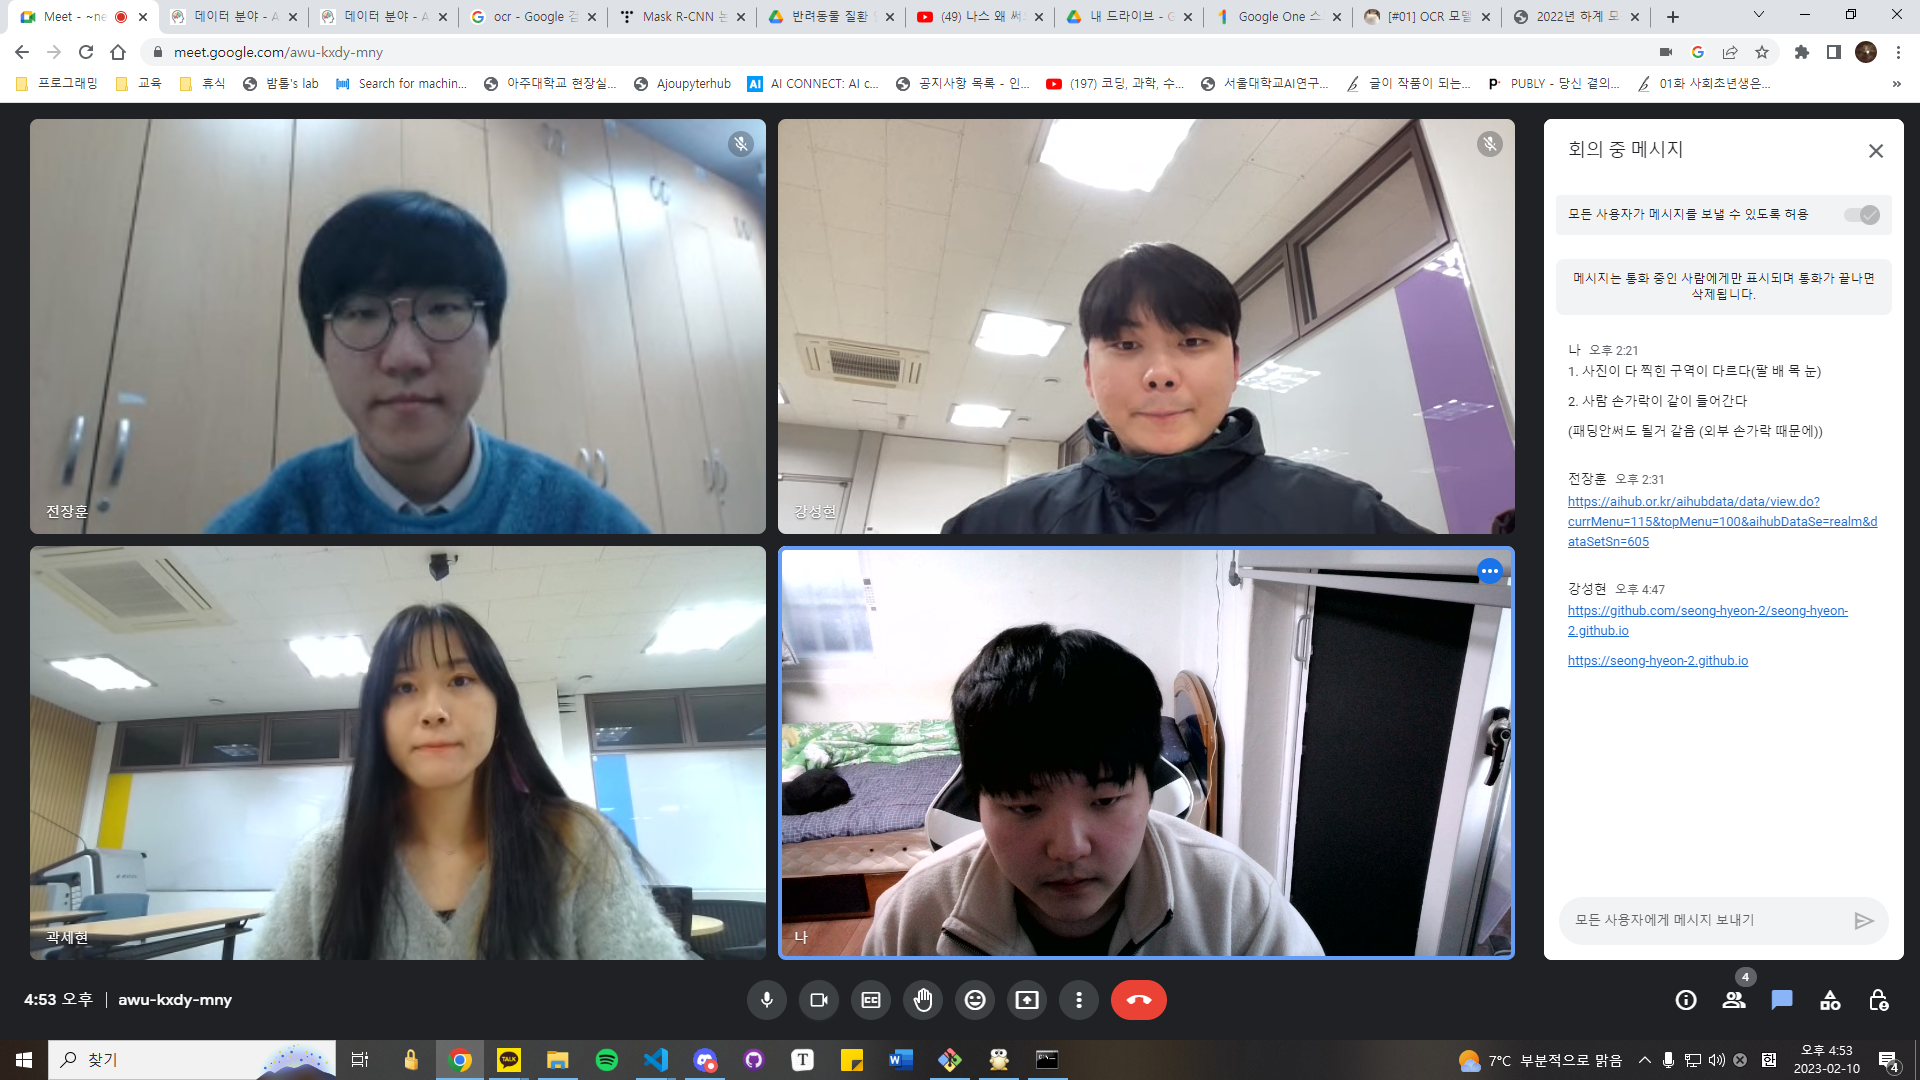 Meet - ~ne
데이터 분야 - A
데이터 분야 - A
ocr - Google 검
Mask R-CNN 논
반려동물 질환
(49) 나스 왜 써
내 드라이브 - G
Google One 스
[#01] OCR 모델
2022년 하계 모
meet.google.com/awu-kxdy-mny
프로그래밍
교육
휴식
밤톨's lab
Search for machin...
아주대학교 현장실...
Ajoupyterhub
AI CONNECT: AI c...
공지사항 목록 - 인...
(197) 코딩, 과학, 수...
서울대학교AI연구...
글이 작품이 되는...
PUBLY - 당신 곁의...
01화 사회초년생은...
전장훈
강성현
곽세현
나
회의 중 메시지
모든 사용자가 메시지를 보낼 수 있도록 허용
메시지는 통화 중인 사람에게만 표시되며 통화가 끝나면
삭제됩니다.
나 오후 2:21
1. 사진이 다 찍힌 구역이 다르다(팔 배 목 눈)
2. 사람 손가락이 같이 들어간다
(패딩안써도 될거 같음 (외부 손가락 때문에))
전장훈 오후 2:31
https://aihub.or.kr/aihubdata/data/view.do?
currMenu=115&topMenu=100&aihubDataSe=realm&d
ataSetSn=605
강성현 오후 4:47
https://github.com/seong-hyeon-2/seong-hyeon-
2.github.io
https://seong-hyeon-2.github.io
모든 사용자에게 메시지 보내기
4:53 오후 | awu-kxdy-mny
4
찾기
TALK
7°C 부분적으로 맑음
한
오후 4:53
2023-02-10
4